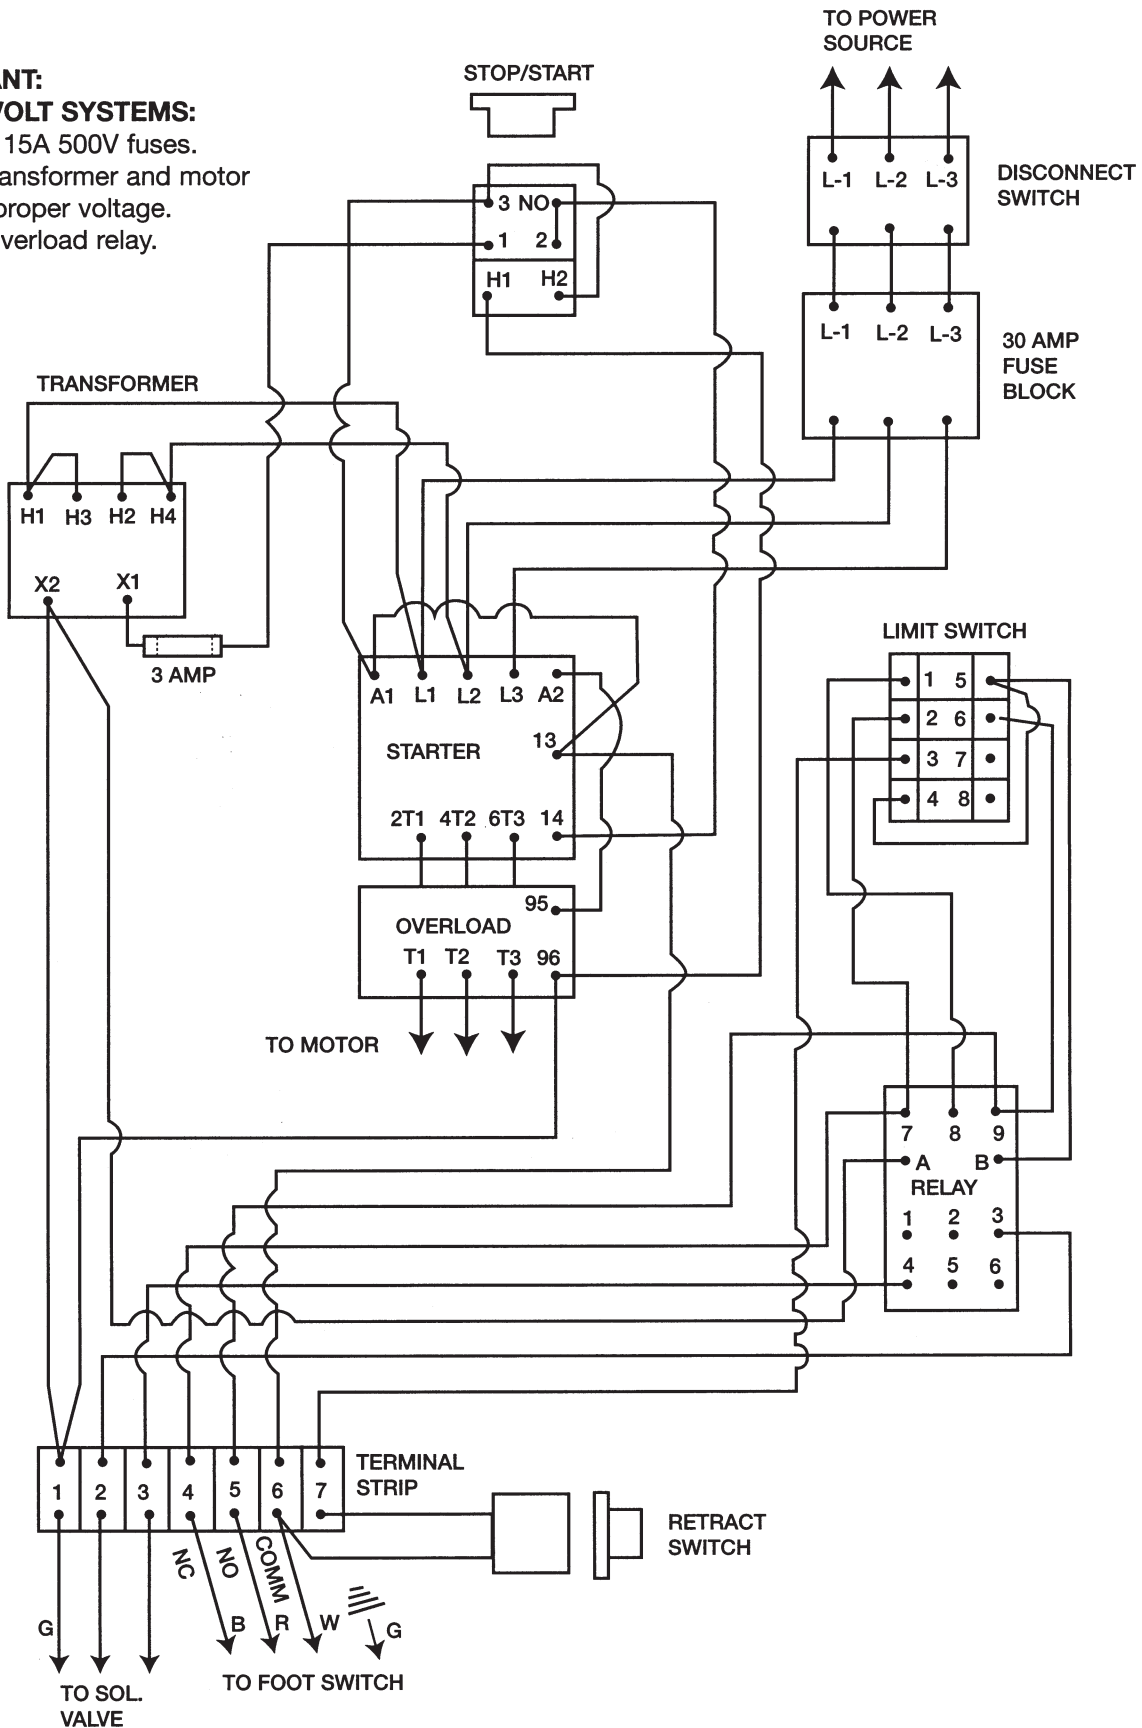 TO POWER
SOURCE
ANT:
VOLT SYSTEMS:
15A 500V fuses.
ransformer and motor
proper voltage.
verload relay.
STOP/START
3 NO
1 2
H1 H2
L-1 L-2 L-3
DISCONNECT
SWITCH
L-1 L-2 L-3
30 AMP
FUSE
BLOCK
TRANSFORMER
H1 H3 H2 H4
X2 X1
3 AMP
A1 L1 L2 L3 A2
STARTER
13
2T1 4T2 6T3 14
95
OVERLOAD
T1 T2 T3 96
TO MOTOR
LIMIT SWITCH
1 5
2 6
3 7
4 8
7 8 9
A B
RELAY
1 2 3
4 5 6
1 2 3 4 5 6 7
TERMINAL
STRIP
RETRACT
SWITCH
NC NO COMM
G B R W G
TO FOOT SWITCH
TO SOL.
VALVE